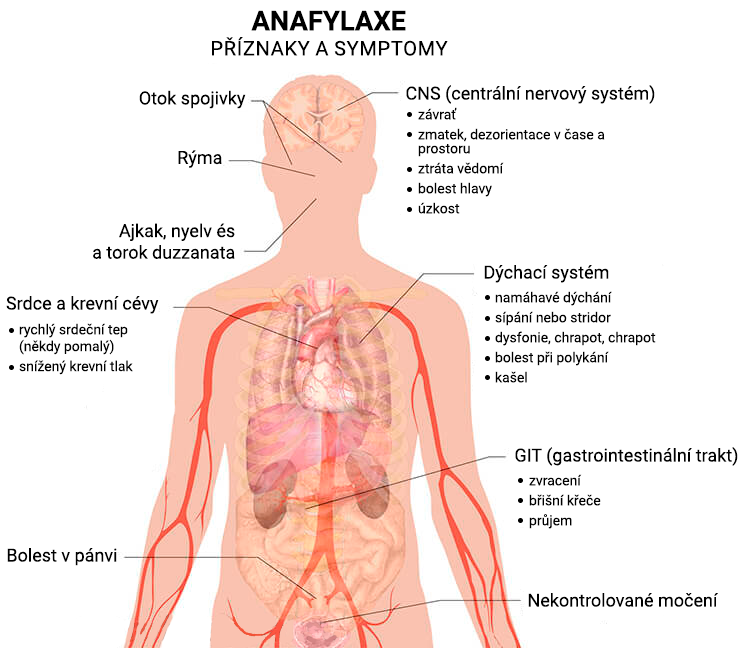 ANAFYLAXE
PŘÍZNAKY A SYMPTOMY
Otok spojivky
Rýma
Ajkak, nyelv és
a torok duzzanata
Srdce a krevní cévy
• rychlý srdeční tep
(někdy pomalý)
• snížený krevní tlak
Bolest v pánvi
CNS (centrální nervový systém)
• závrať
• zmatek, dezorientace v čase a
prostoru
• ztráta vědomí
• bolest hlavy
• úzkost
Dýchací systém
• namáhavé dýchání
• sípání nebo stridor
• dysfonie, chrapot, chrapot
• bolest při polykání
• kašel
GIT (gastrointestinální trakt)
• zvracení
• břišní křeče
• průjem
Nekontrolované močení